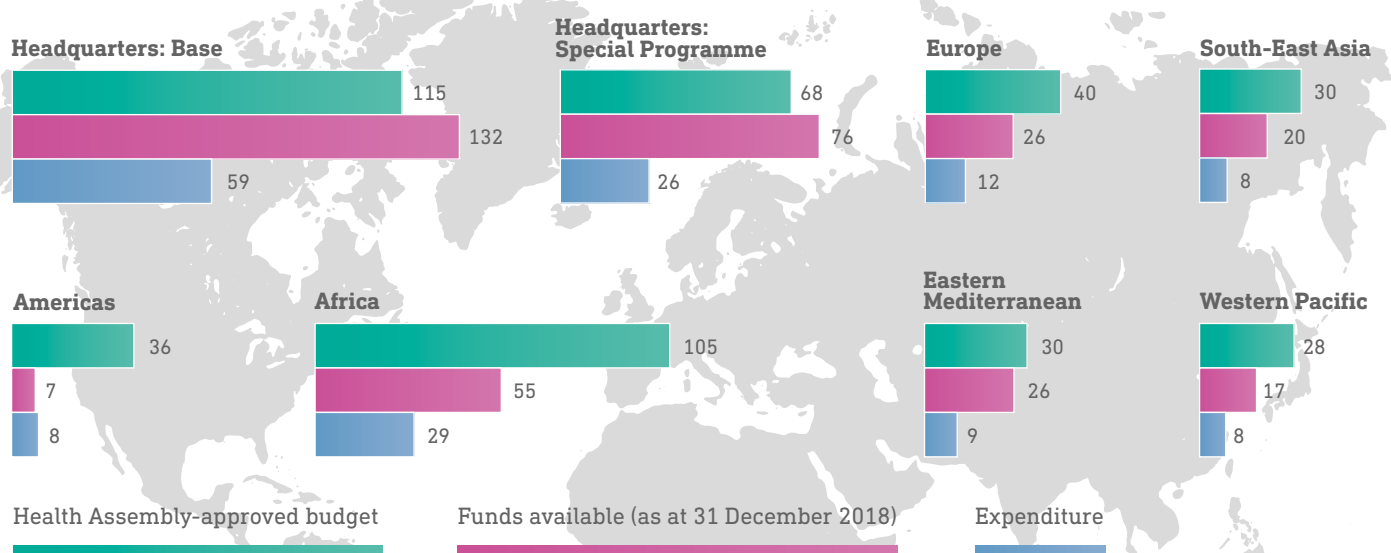 Headquarters: Base
115
132
59
Headquarters:
Special Programme
68
76
26
Europe
40
26
12
South-East Asia
30
20
8
Americas
36
7
8
Africa
105
55
29
Eastern
Mediterranean
30
26
9
Western Pacific
28
17
8
Health Assembly-approved budget
Funds available (as at 31 December 2018)
Expenditure